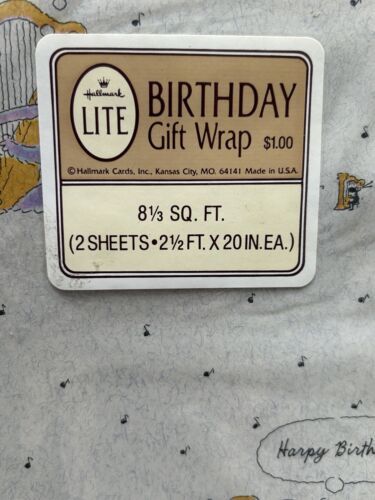 Hallmark
LITE
BIRTHDAY
Gift Wrap $1.00
© Hallmark Cards, Inc., Kansas City, MO. 64141 Made in U.S.A.
8⅓ SQ. FT.
(2 SHEETS • 2½ FT. X 20 IN. EA.)
Harpy Birth